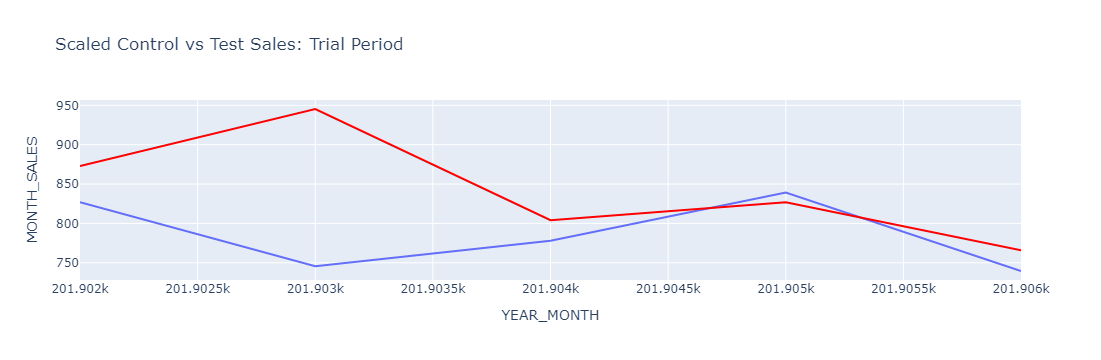 Scaled Control vs Test Sales: Trial Period
MONTH_SALES
950
900
850
800
750
201.902k 201.9025k 201.903k 201.9035k 201.904k 201.9045k 201.905k 201.9055k 201.906k
YEAR_MONTH